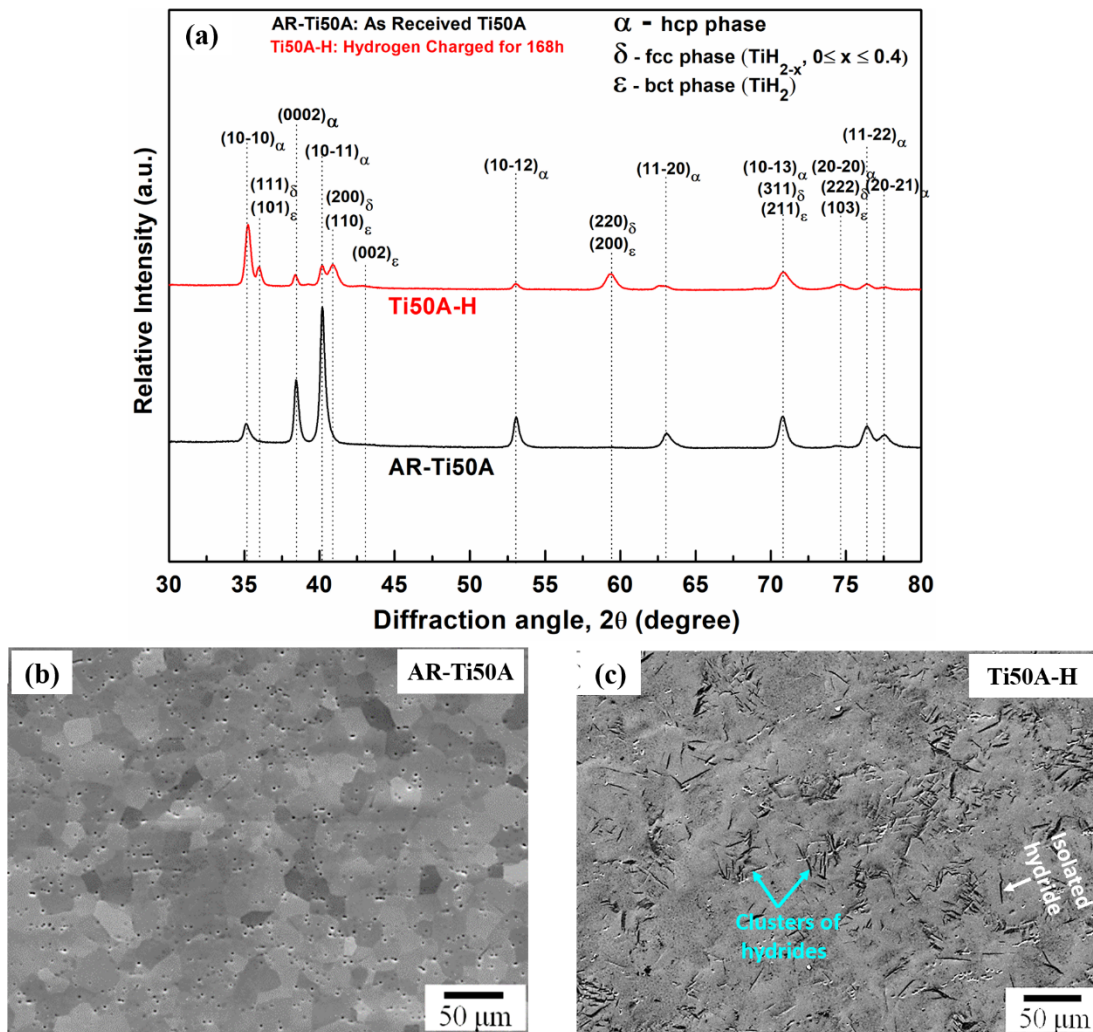 (a)
AR-Ti50A: As Received Ti50A
Ti50A-H: Hydrogen Charged for 168h
α - hcp phase
δ - fcc phase (TiH2-x, 0≤ x ≤ 0.4)
ε - bct phase (TiH2)
Relative Intensity (a.u.)
(10-10)α
(111)δ
(101)ε
(0002)α
(10-11)α
(200)δ
(110)ε
(002)ε
(10-12)α
(220)δ
(200)ε
(11-20)α
(10-13)α
(311)δ
(211)ε
(20-20)α
(222)δ
(103)ε
(11-22)α
(20-21)α
Ti50A-H
AR-Ti50A
30 35 40 45 50 55 60 65 70 75 80
Diffraction angle, 2θ (degree)
(b)
AR-Ti50A
50 μm
(c)
Ti50A-H
Clusters of
hydrides
Isolated
hydride
50 μm